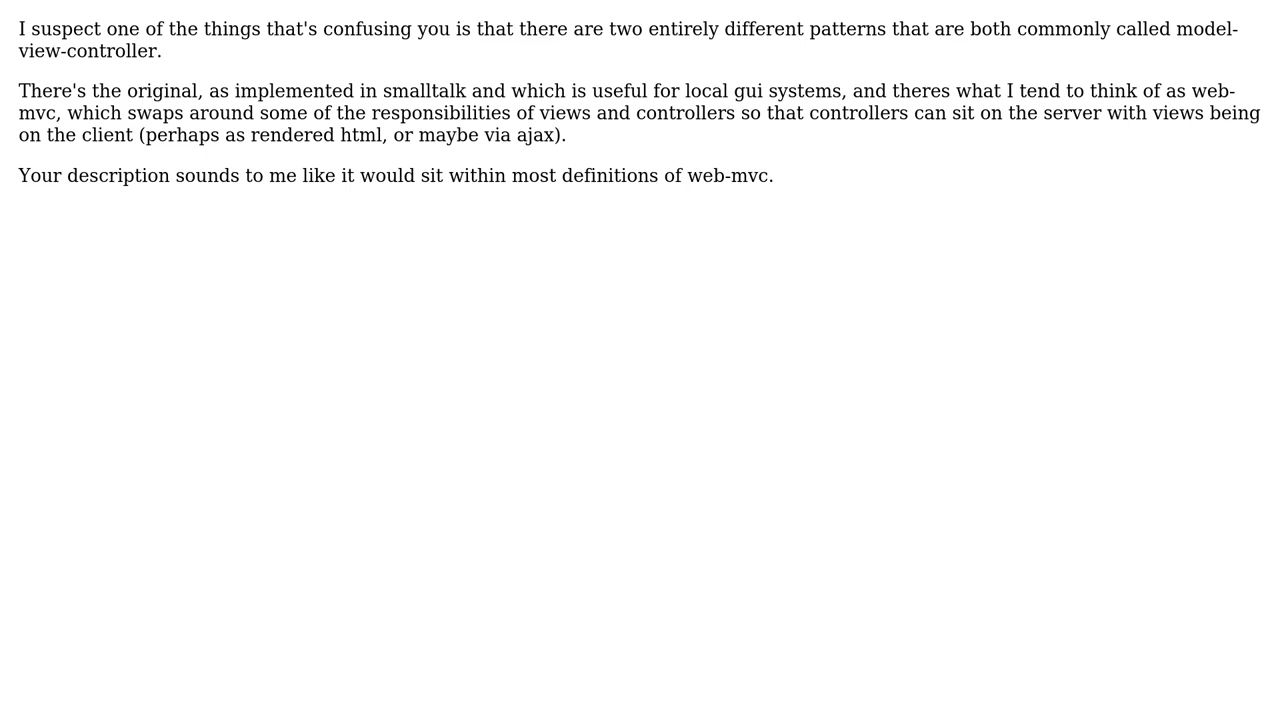 I suspect one of the things that's confusing you is that there are two entirely different patterns that are both commonly called model-
view-controller.
There's the original, as implemented in smalltalk and which is useful for local gui systems, and theres what I tend to think of as web-
mvc, which swaps around some of the responsibilities of views and controllers so that controllers can sit on the server with views being
on the client (perhaps as rendered html, or maybe via ajax).
Your description sounds to me like it would sit within most definitions of web-mvc.